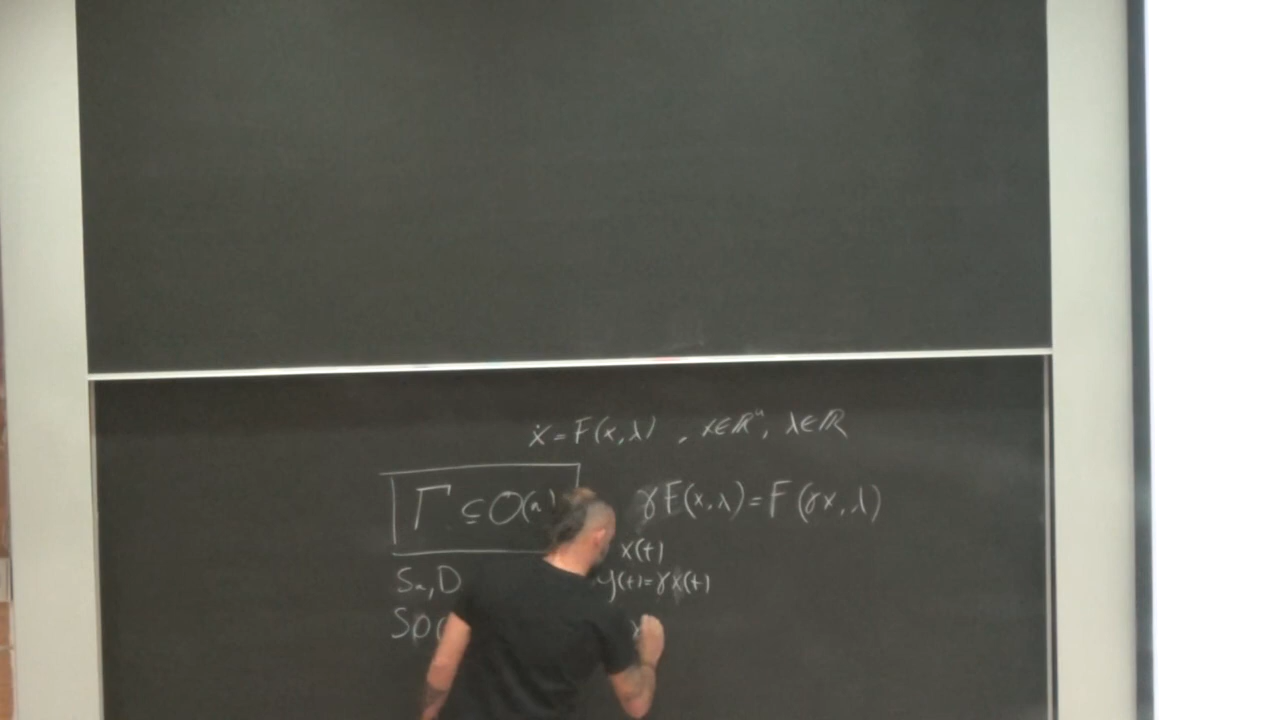 ẋ = F(x, λ) , x ∈ ℝⁿ, λ ∈ ℝ
Γ ⊆ O(n)
γF(x, λ) = F(γx, λ)
x(t)
Sₙ, D
y(t) = γx(t)
SO(